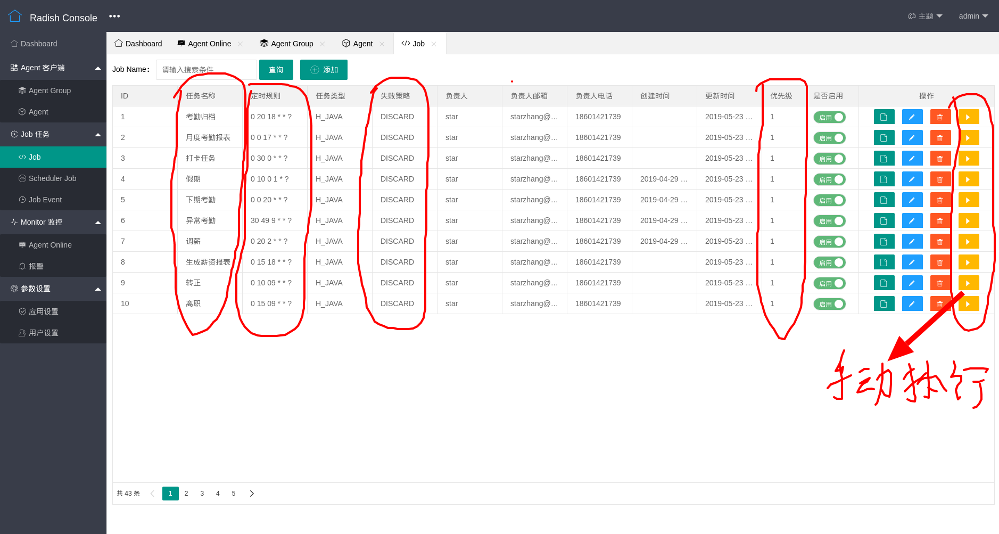 Radish Console •••
主题
admin
Dashboard
Agent 客户端
Agent Group
Agent
Job 任务
Job
Scheduler Job
Job Event
Monitor 监控
Agent Online
报警
参数设置
应用设置
用户设置
Dashboard Agent Online Agent Group Agent Job
Job Name： 请输入搜索条件 查询 添加
ID 任务名称 定时规则 任务类型 失败策略 负责人 负责人邮箱 负责人电话 创建时间 更新时间 优先级 是否启用 操作
1 考勤归档 0 20 18 * * ? H_JAVA DISCARD star starzhang@… 18601421739 2019-05-23 … 1 启用
2 月度考勤报表 0 0 17 * * ? H_JAVA DISCARD star starzhang@… 18601421739 2019-05-23 … 1 启用
3 打卡任务 0 30 0 * * ? H_JAVA DISCARD star starzhang@… 18601421739 2019-05-23 … 1 启用
4 假期 0 10 0 1 * ? H_JAVA DISCARD star starzhang@… 18601421739 2019-04-29 … 2019-05-23 … 1 启用
5 下期考勤 0 0 20 * * ? H_JAVA DISCARD star starzhang@… 18601421739 2019-04-29 … 2019-05-23 … 1 启用
6 异常考勤 30 49 9 * * ? H_JAVA DISCARD star starzhang@… 18601421739 2019-04-29 … 2019-05-23 … 1 启用
7 调薪 0 20 2 * * ? H_JAVA DISCARD star starzhang@… 18601421739 2019-04-29 … 2019-05-23 … 1 启用
8 生成薪资报表 0 15 18 * * ? H_JAVA DISCARD star starzhang@… 18601421739 2019-05-23 … 1 启用
9 转正 0 10 09 * * ? H_JAVA DISCARD star starzhang@… 18601421739 2019-05-23 … 1 启用
10 离职 0 15 09 * * ? H_JAVA DISCARD star starzhang@… 18601421739 2019-05-23 … 1 启用
手动执行
共 43 条 1 2 3 4 5